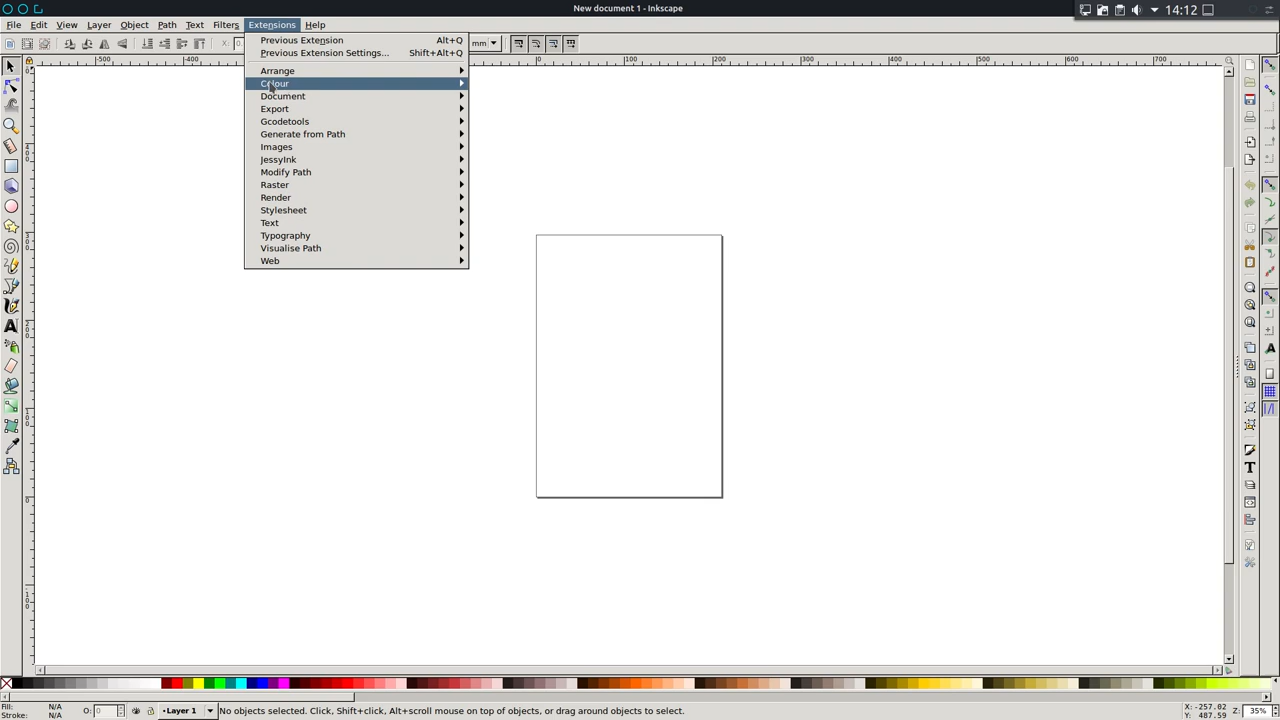 New document 1 - Inkscape
14:12
File Edit View Layer Object Path Text Filters Extensions Help
X: 0. mm
Previous Extension Alt+Q
Previous Extension Settings... Shift+Alt+Q
Arrange
Colour
Document
Export
Gcodetools
Generate from Path
Images
JessyInk
Modify Path
Raster
Render
Stylesheet
Text
Typography
Visualise Path
Web
-500 -400 0 100 200 300 400 500 600 700
Fill: N/A
Stroke: N/A
O: 0
Layer 1
No objects selected. Click, Shift+click, Alt+scroll mouse on top of objects, or drag around objects to select.
X: -257.02
Y: 487.59
Z: 35%